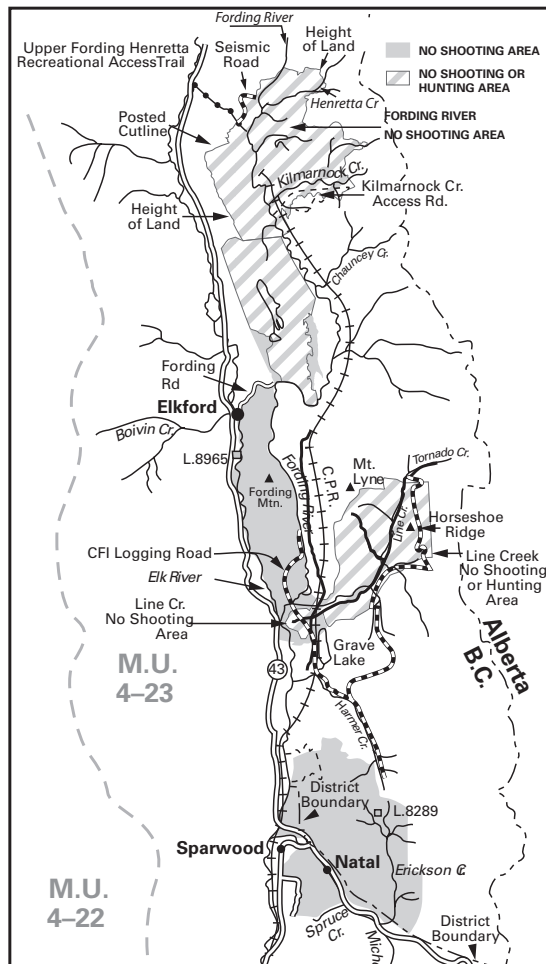 Fording River
Upper Fording Henretta
Recreational AccessTrail
Seismic
Road
Height
of Land
NO SHOOTING AREA
NO SHOOTING OR
HUNTING AREA
Henretta Cr
Posted
Cutline
FORDING RIVER
NO SHOOTING AREA
Kilmarnock Cr.
Kilmarnock Cr.
Access Rd.
Height
of Land
Chauncey Cr.
Fording
Rd
Elkford
Boivin Cr.
L.8965
Fording
Mtn.
Fording River
C.P.R.
Mt.
Lyne
Tornado Cr.
Line Cr.
Horseshoe
Ridge
CFI Logging Road
Elk River
Line Creek
No Shooting
or Hunting
Area
Line Cr.
No Shooting
Area
Grave
Lake
Alberta
B.C.
M.U.
4–23
43
Harmer Cr.
District
Boundary
L.8289
Sparwood
Natal
Erickson C.
M.U.
4–22
Spruce
Cr.
Miche
District
Boundary